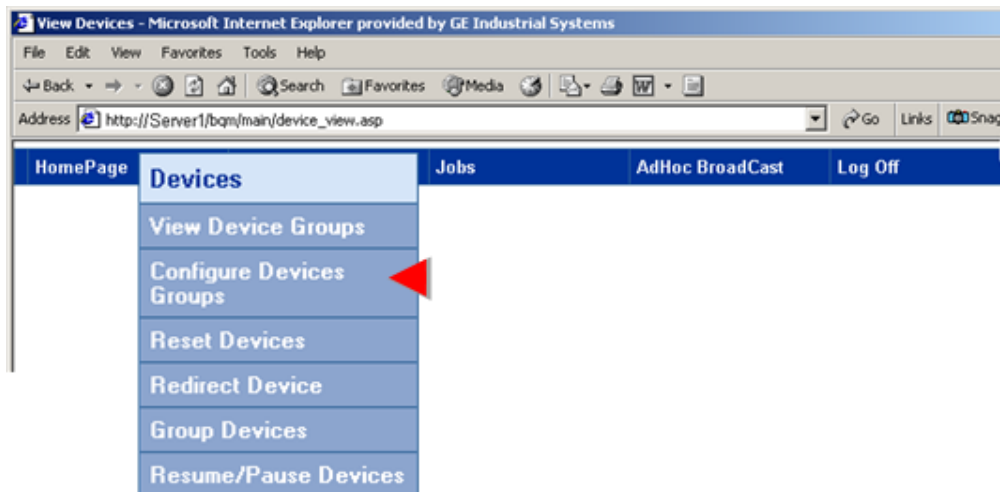 View Devices - Microsoft Internet Explorer provided by GE Industrial Systems
File Edit View Favorites Tools Help
Back Search Favorites Media
Address http://Server1/bqm/main/device_view.asp Go Links Snag
HomePage Devices Jobs AdHoc BroadCast Log Off
View Device Groups
Configure Devices
Groups
Reset Devices
Redirect Device
Group Devices
Resume/Pause Devices